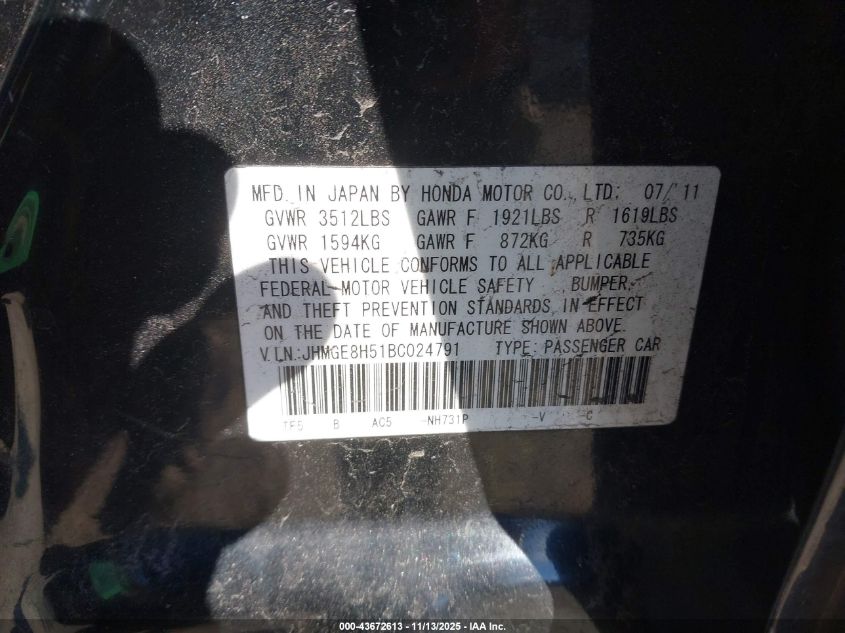 MFD. IN JAPAN BY HONDA MOTOR CO.,LTD. 07/'11
GVWR 3512LBS GAWR F 1921LBS R 1619LBS
GVWR 1594KG GAWR F 872KG R 735KG
THIS VEHICLE CONFORMS TO ALL APPLICABLE
FEDERAL MOTOR VEHICLE SAFETY, BUMPER,
AND THEFT PREVENTION STANDARDS IN EFFECT
ON THE DATE OF MANUFACTURE SHOWN ABOVE.
V.I.N:JHMGE8H51BC024791 TYPE: PASSENGER CAR
TF5 B AC5 -NH731P -V -C
000-43672613 - 11/13/2025 - IAA Inc.